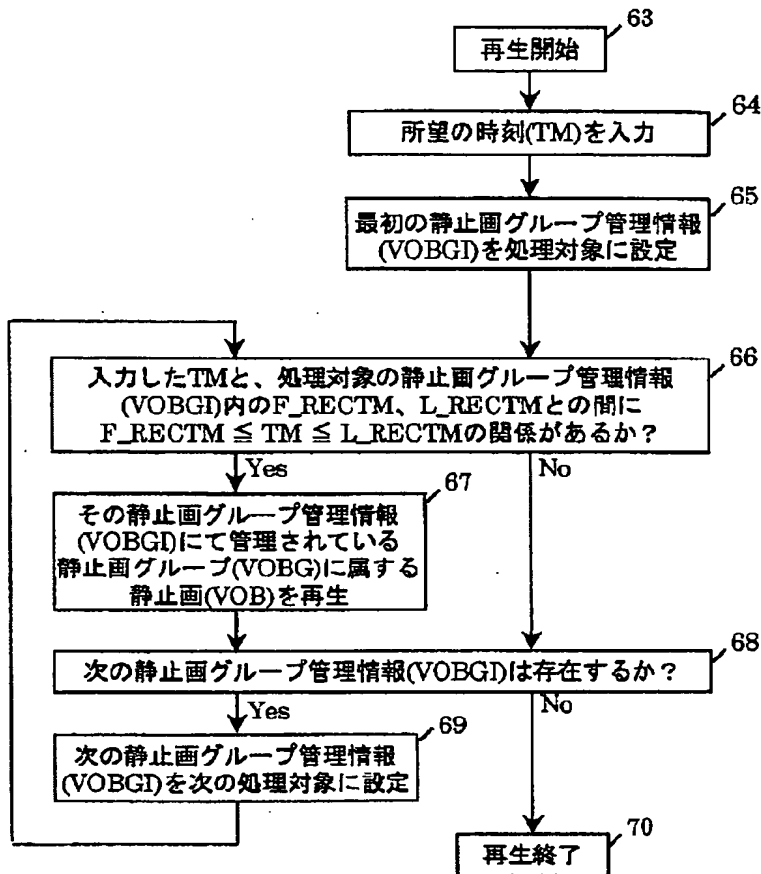 63
再生開始
64
所望の時刻(TM)を入力
65
最初の静止画グループ管理情報
(VOBGI)を処理対象に設定
66
入力したTMと、処理対象の静止画グループ管理情報
(VOBGI)内のF_RECTM、L_RECTMとの間に
F_RECTM ≦ TM ≦ L_RECTMの関係があるか？
Yes
No
67
その静止画グループ管理情報
(VOBGI)にて管理されている
静止画グループ(VOBG)に属する
静止画(VOB)を再生
68
次の静止画グループ管理情報(VOBGI)は存在するか？
Yes
No
69
次の静止画グループ管理情報
(VOBGI)を次の処理対象に設定
70
再生終了